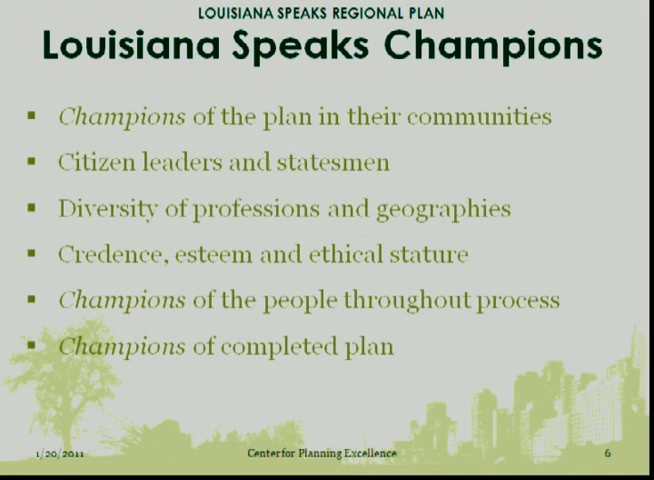 LOUISIANA SPEAKS REGIONAL PLAN
Louisiana Speaks Champions
▪ Champions of the plan in their communities
▪ Citizen leaders and statesmen
▪ Diversity of professions and geographies
▪ Credence, esteem and ethical stature
▪ Champions of the people throughout process
▪ Champions of completed plan
1/20/2011 Center for Planning Excellence 6